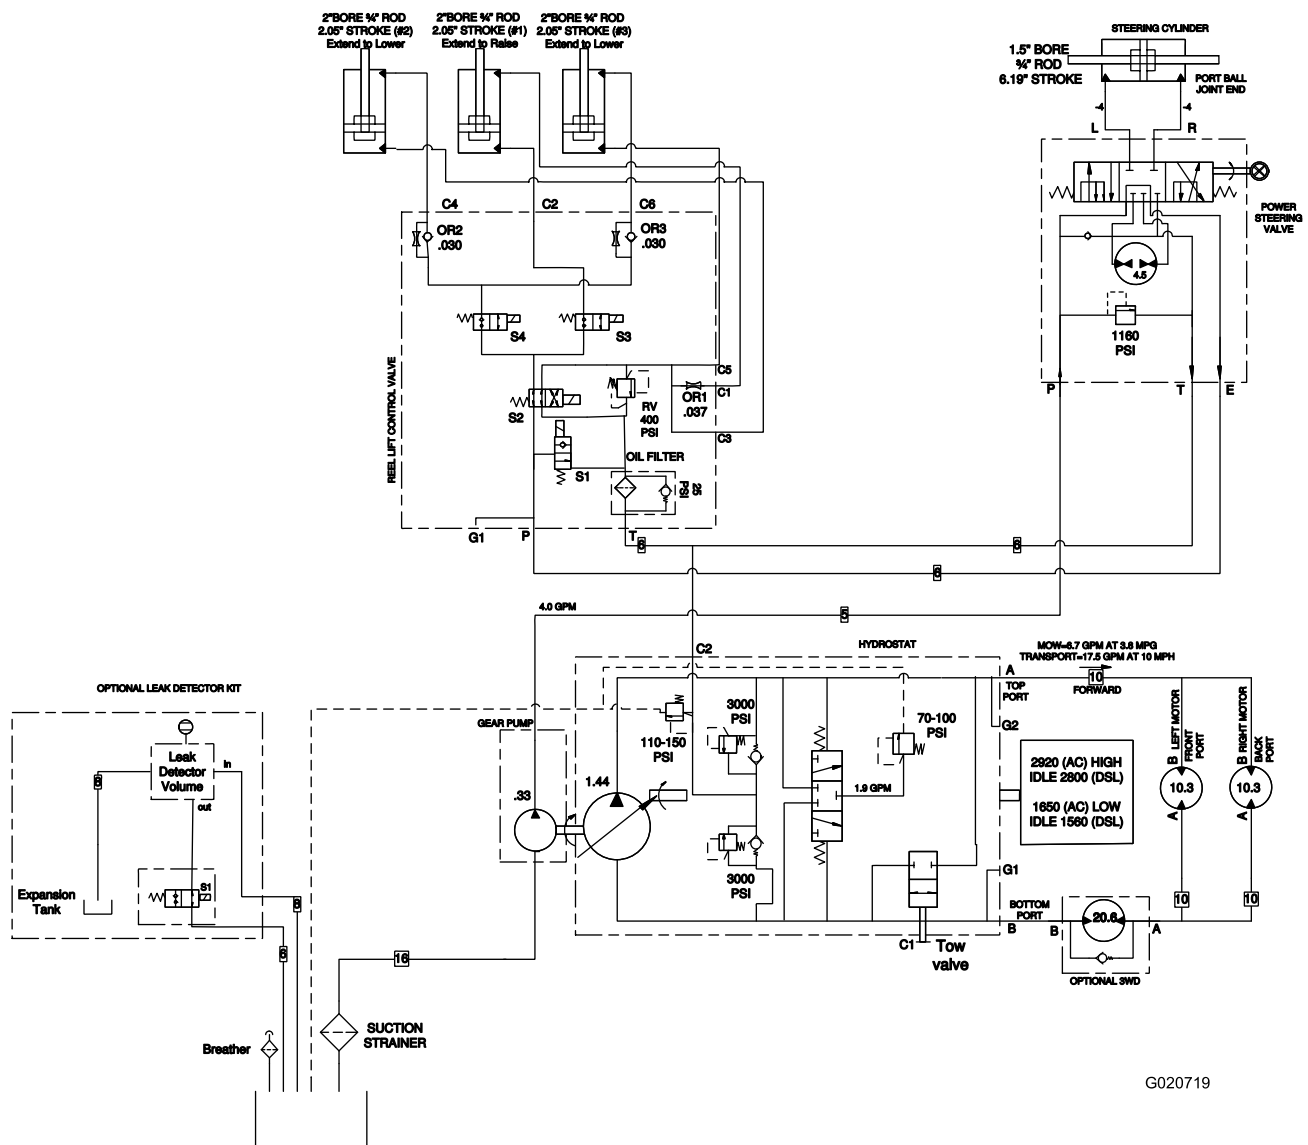 2"BORE ¾" ROD
2.05" STROKE (#2)
Extend to Lower
2"BORE ¾" ROD
2.05" STROKE (#1)
Extend to Raise
2"BORE ¾" ROD
2.05" STROKE (#3)
Extend to Lower
STEERING CYLINDER
1.5" BORE
¾" ROD
6.19" STROKE
PORT BALL
JOINT END
-4
-4
L
R
POWER
STEERING
VALVE
4.5
1160
PSI
P
T
E
C4
C2
C6
OR2
.030
OR3
.030
S4
S3
REEL LIFT CONTROL VALVE
S2
RV
400
PSI
OR1
.037
C5
C1
C3
S1
OIL FILTER
25
PSI
G1
P
T
6
6
6
4.0 GPM
5
HYDROSTAT
C2
MOW=6.7 GPM AT 3.8 MPG
TRANSPORT=17.5 GPM AT 10 MPH
A
10
TOP
PORT
FORWARD
G2
OPTIONAL LEAK DETECTOR KIT
GEAR PUMP
110-150
PSI
3000
PSI
70-100
PSI
1.9 GPM
.33
1.44
3000
PSI
2920 (AC) HIGH
IDLE 2800 (DSL)
1650 (AC) LOW
IDLE 1560 (DSL)
B LEFT MOTOR
FRONT
PORT
10.3
A
10
B RIGHT MOTOR
BACK
PORT
10.3
A
10
G1
BOTTOM
PORT
B
B
20.6
A
OPTIONAL 3WD
C1
Tow
valve
Leak
Detector
Volume
in
out
6
S1
Expansion
Tank
6
6
16
Breather
SUCTION
STRAINER
G020719